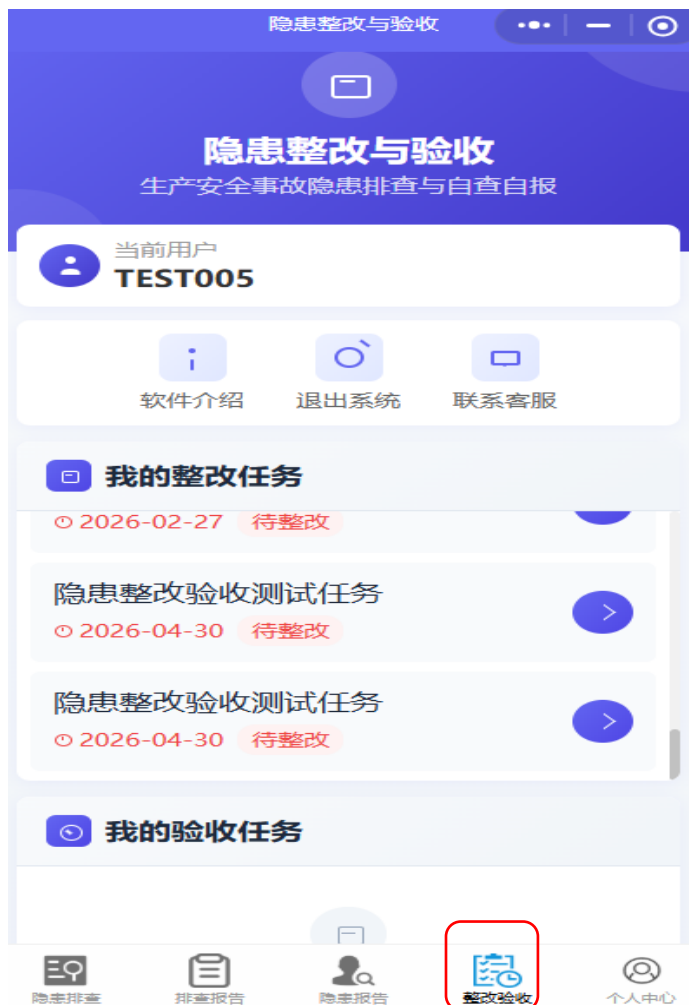 隐患整改与验收
隐患整改与验收
生产安全事故隐患排查与自查自报
当前用户
TEST005
软件介绍
退出系统
联系客服
我的整改任务
2026-02-27 待整改
隐患整改验收测试任务
2026-04-30 待整改
隐患整改验收测试任务
2026-04-30 待整改
我的验收任务
隐患排查
排查报告
隐患报告
整改验收
个人中心